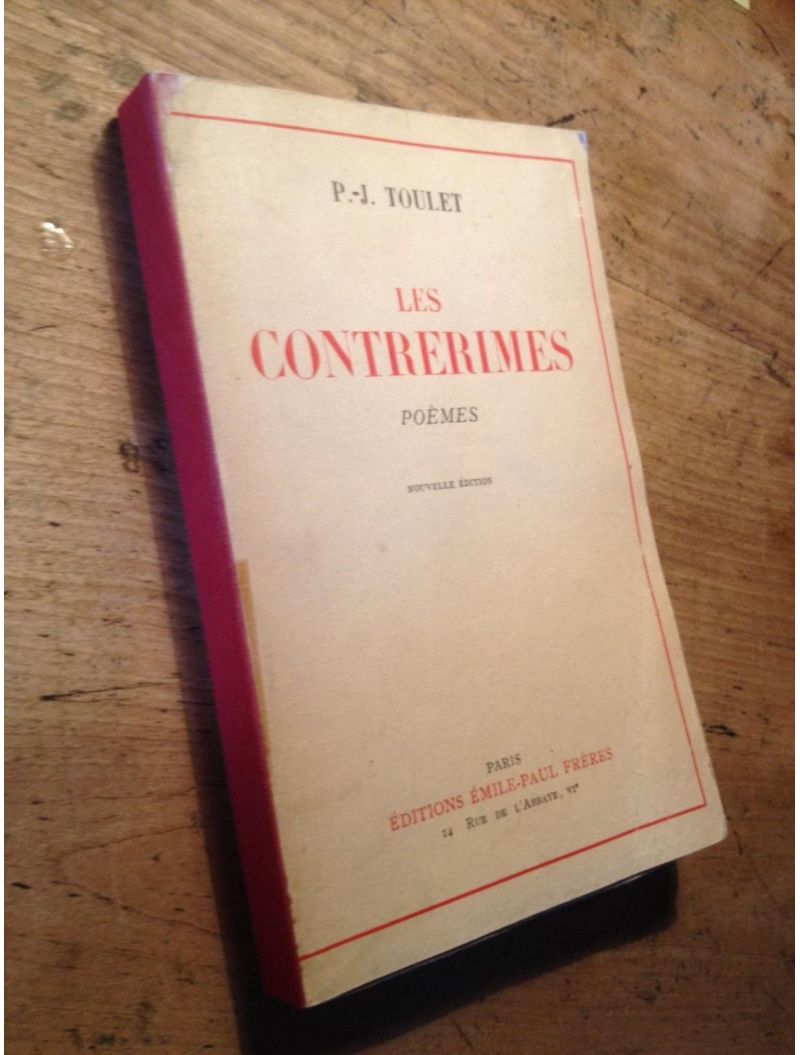 P.-J. TOULET
LES
CONTRERIMES
POÈMES
NOUVELLE ÉDITION
PARIS
ÉDITIONS ÉMILE-PAUL FRÈRES
14 RUE DE L'ABBAYE, VIe